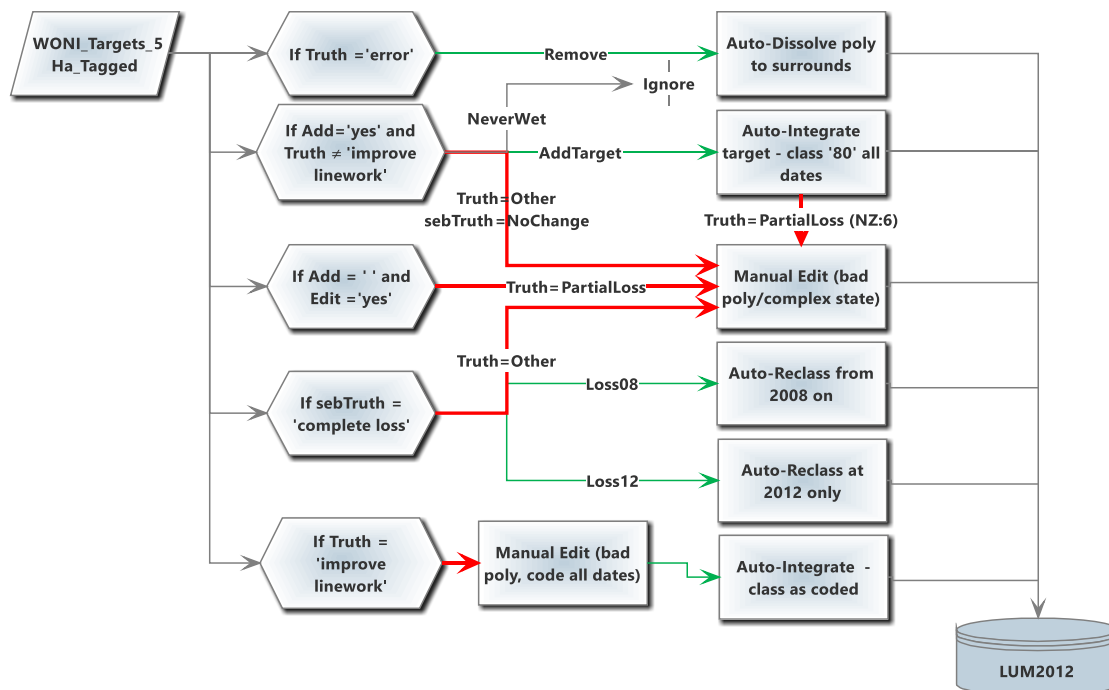 WONI_Targets_5
Ha_Tagged
If Truth ='error'
Remove
Auto-Dissolve poly
to surrounds
Ignore
NeverWet
If Add='yes' and
Truth ≠ 'improve
linework'
AddTarget
Auto-Integrate
target - class '80' all
dates
Truth=Other
sebTruth=NoChange
Truth=PartialLoss (NZ:6)
If Add = ' ' and
Edit ='yes'
Truth=PartialLoss
Manual Edit (bad
poly/complex state)
Truth=Other
If sebTruth =
'complete loss'
Loss08
Auto-Reclass from
2008 on
Loss12
Auto-Reclass at
2012 only
If Truth =
'improve
linework'
Manual Edit (bad
poly, code all dates)
Auto-Integrate -
class as coded
LUM2012